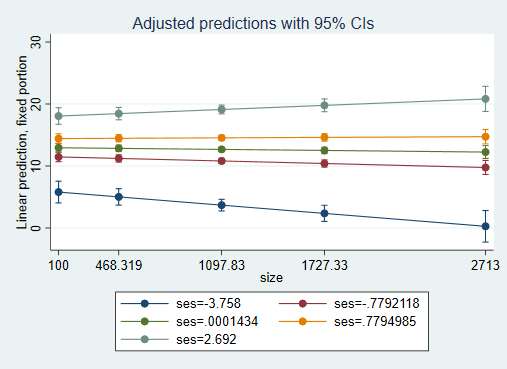 Adjusted predictions with 95% CIs
Linear prediction, fixed portion
30
20
10
0
100 468.319 1097.83 1727.33 2713
size
ses=-3.758 ses=-.7792118
ses=.0001434 ses=.7794985
ses=2.692